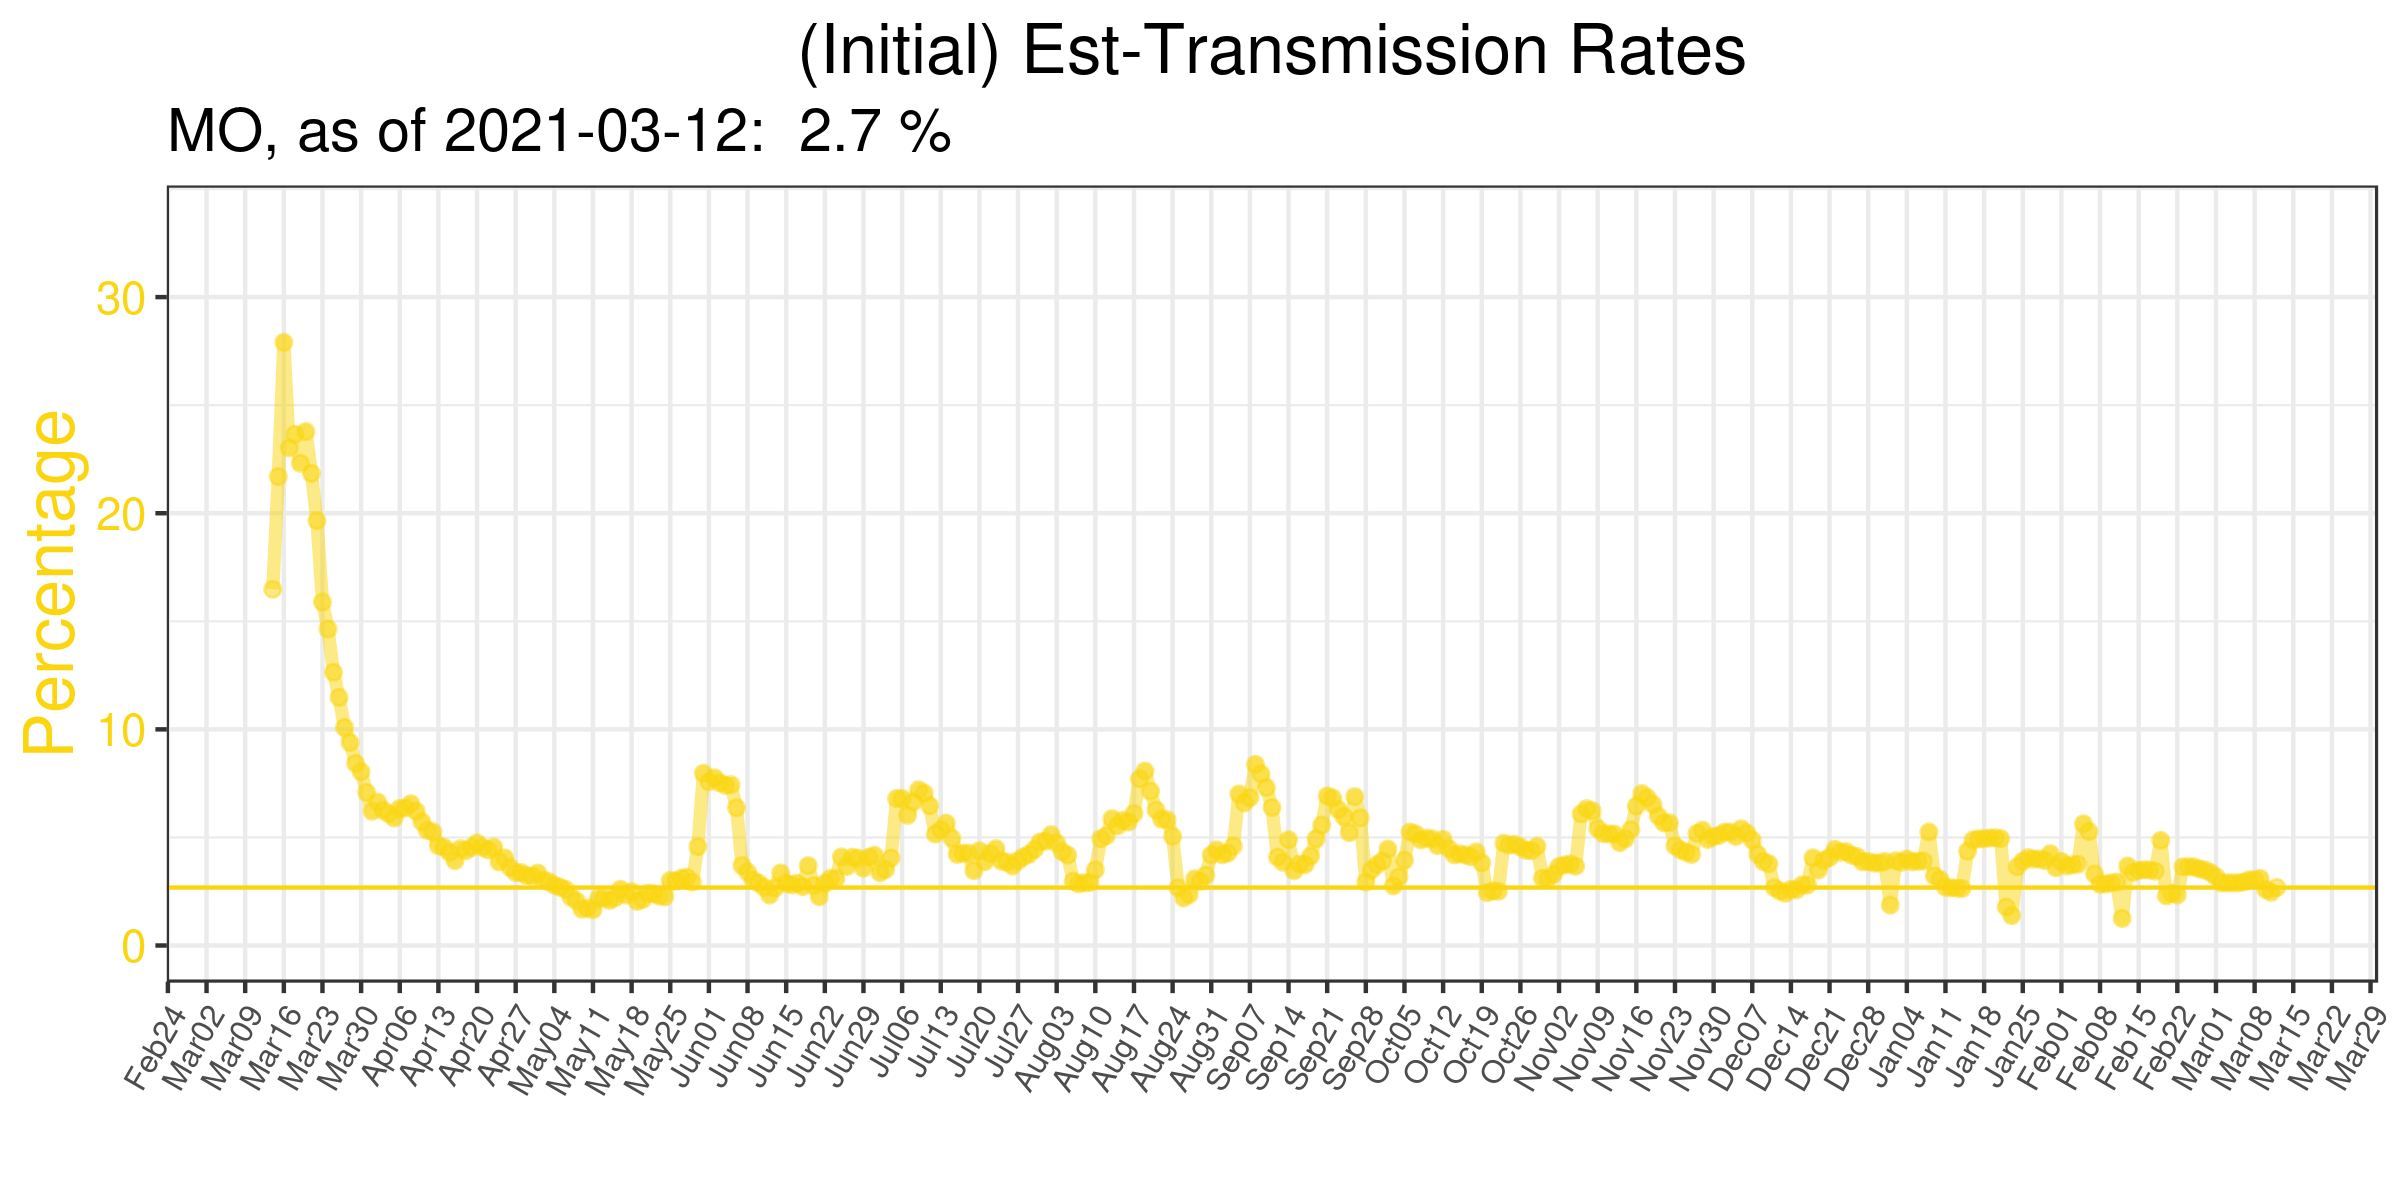 (Initial) Est-Transmission Rates
MO, as of 2021-03-12:  2.7 %
Percentage
30
20
10
0
Feb24
Mar02
Mar09
Mar16
Mar23
Mar30
Apr06
Apr13
Apr20
Apr27
May04
May11
May18
May25
Jun01
Jun08
Jun15
Jun22
Jun29
Jul06
Jul13
Jul20
Jul27
Aug03
Aug10
Aug17
Aug24
Aug31
Sep07
Sep14
Sep21
Sep28
Oct05
Oct12
Oct19
Oct26
Nov02
Nov09
Nov16
Nov23
Nov30
Dec07
Dec14
Dec21
Dec28
Jan04
Jan11
Jan18
Jan25
Feb01
Feb08
Feb15
Feb22
Mar01
Mar08
Mar15
Mar22
Mar29